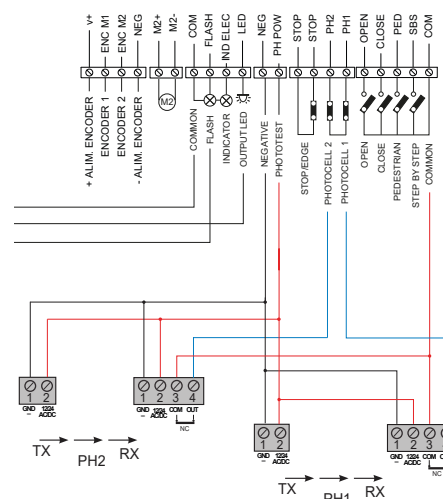 v+
ENC M1
ENC M2
NEG
M2+
M2-
COM
FLASH
IND ELEC
LED
NEG
PH POW
STOP
STOP
PH2
PH1
OPEN
CLOSE
PED
SBS
COM
M2
+ ALIM. ENCODER
ENCODER 1
ENCODER 2
- ALIM. ENCODER
COMMON
FLASH
INDICATOR
OUTPUT LED
NEGATIVE
PHOTOTEST
STOP/EDGE
PHOTOCELL 2
PHOTOCELL 1
OPEN
CLOSE
PEDESTRIAN
STEP BY STEP
COMMON
1 2
GND 12/24
– AC/DC
1 2 3 4
GND 12/24 COM OUT
– AC/DC
NC
TX PH2 RX
1 2
GND 12/24
– AC/DC
1 2 3
GND 12/24 COM
– AC/DC
NC
TX PH1 RX